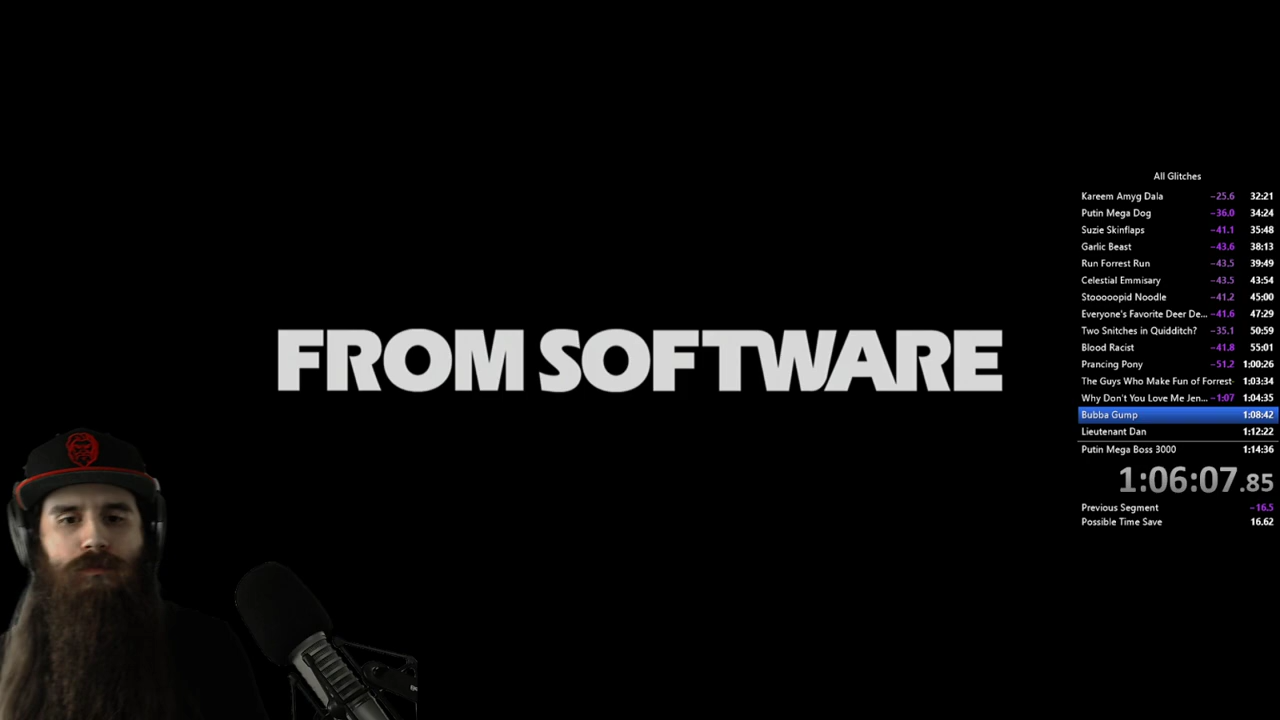 FROMSOFTWARE
All Glitches
Kareem Amyg Dala −25.6 32:21
Putin Mega Dog −36.0 34:24
Suzie Skinflaps −41.1 35:48
Garlic Beast −43.6 38:13
Run Forrest Run −43.5 39:49
Celestial Emmisary −43.5 43:54
Stooooopid Noodle −41.2 45:00
Everyone's Favorite Deer De... −41.6 47:29
Two Snitches in Quidditch? −35.1 50:59
Blood Racist −41.8 55:01
Prancing Pony −51.2 1:00:26
The Guys Who Make Fun of Forrest 1:03:34
Why Don't You Love Me Jen... −1:07 1:04:35
Bubba Gump 1:08:42
Lieutenant Dan 1:12:22
Putin Mega Boss 3000 1:14:36
1:06:07.85
Previous Segment −16.5
Possible Time Save 16.62